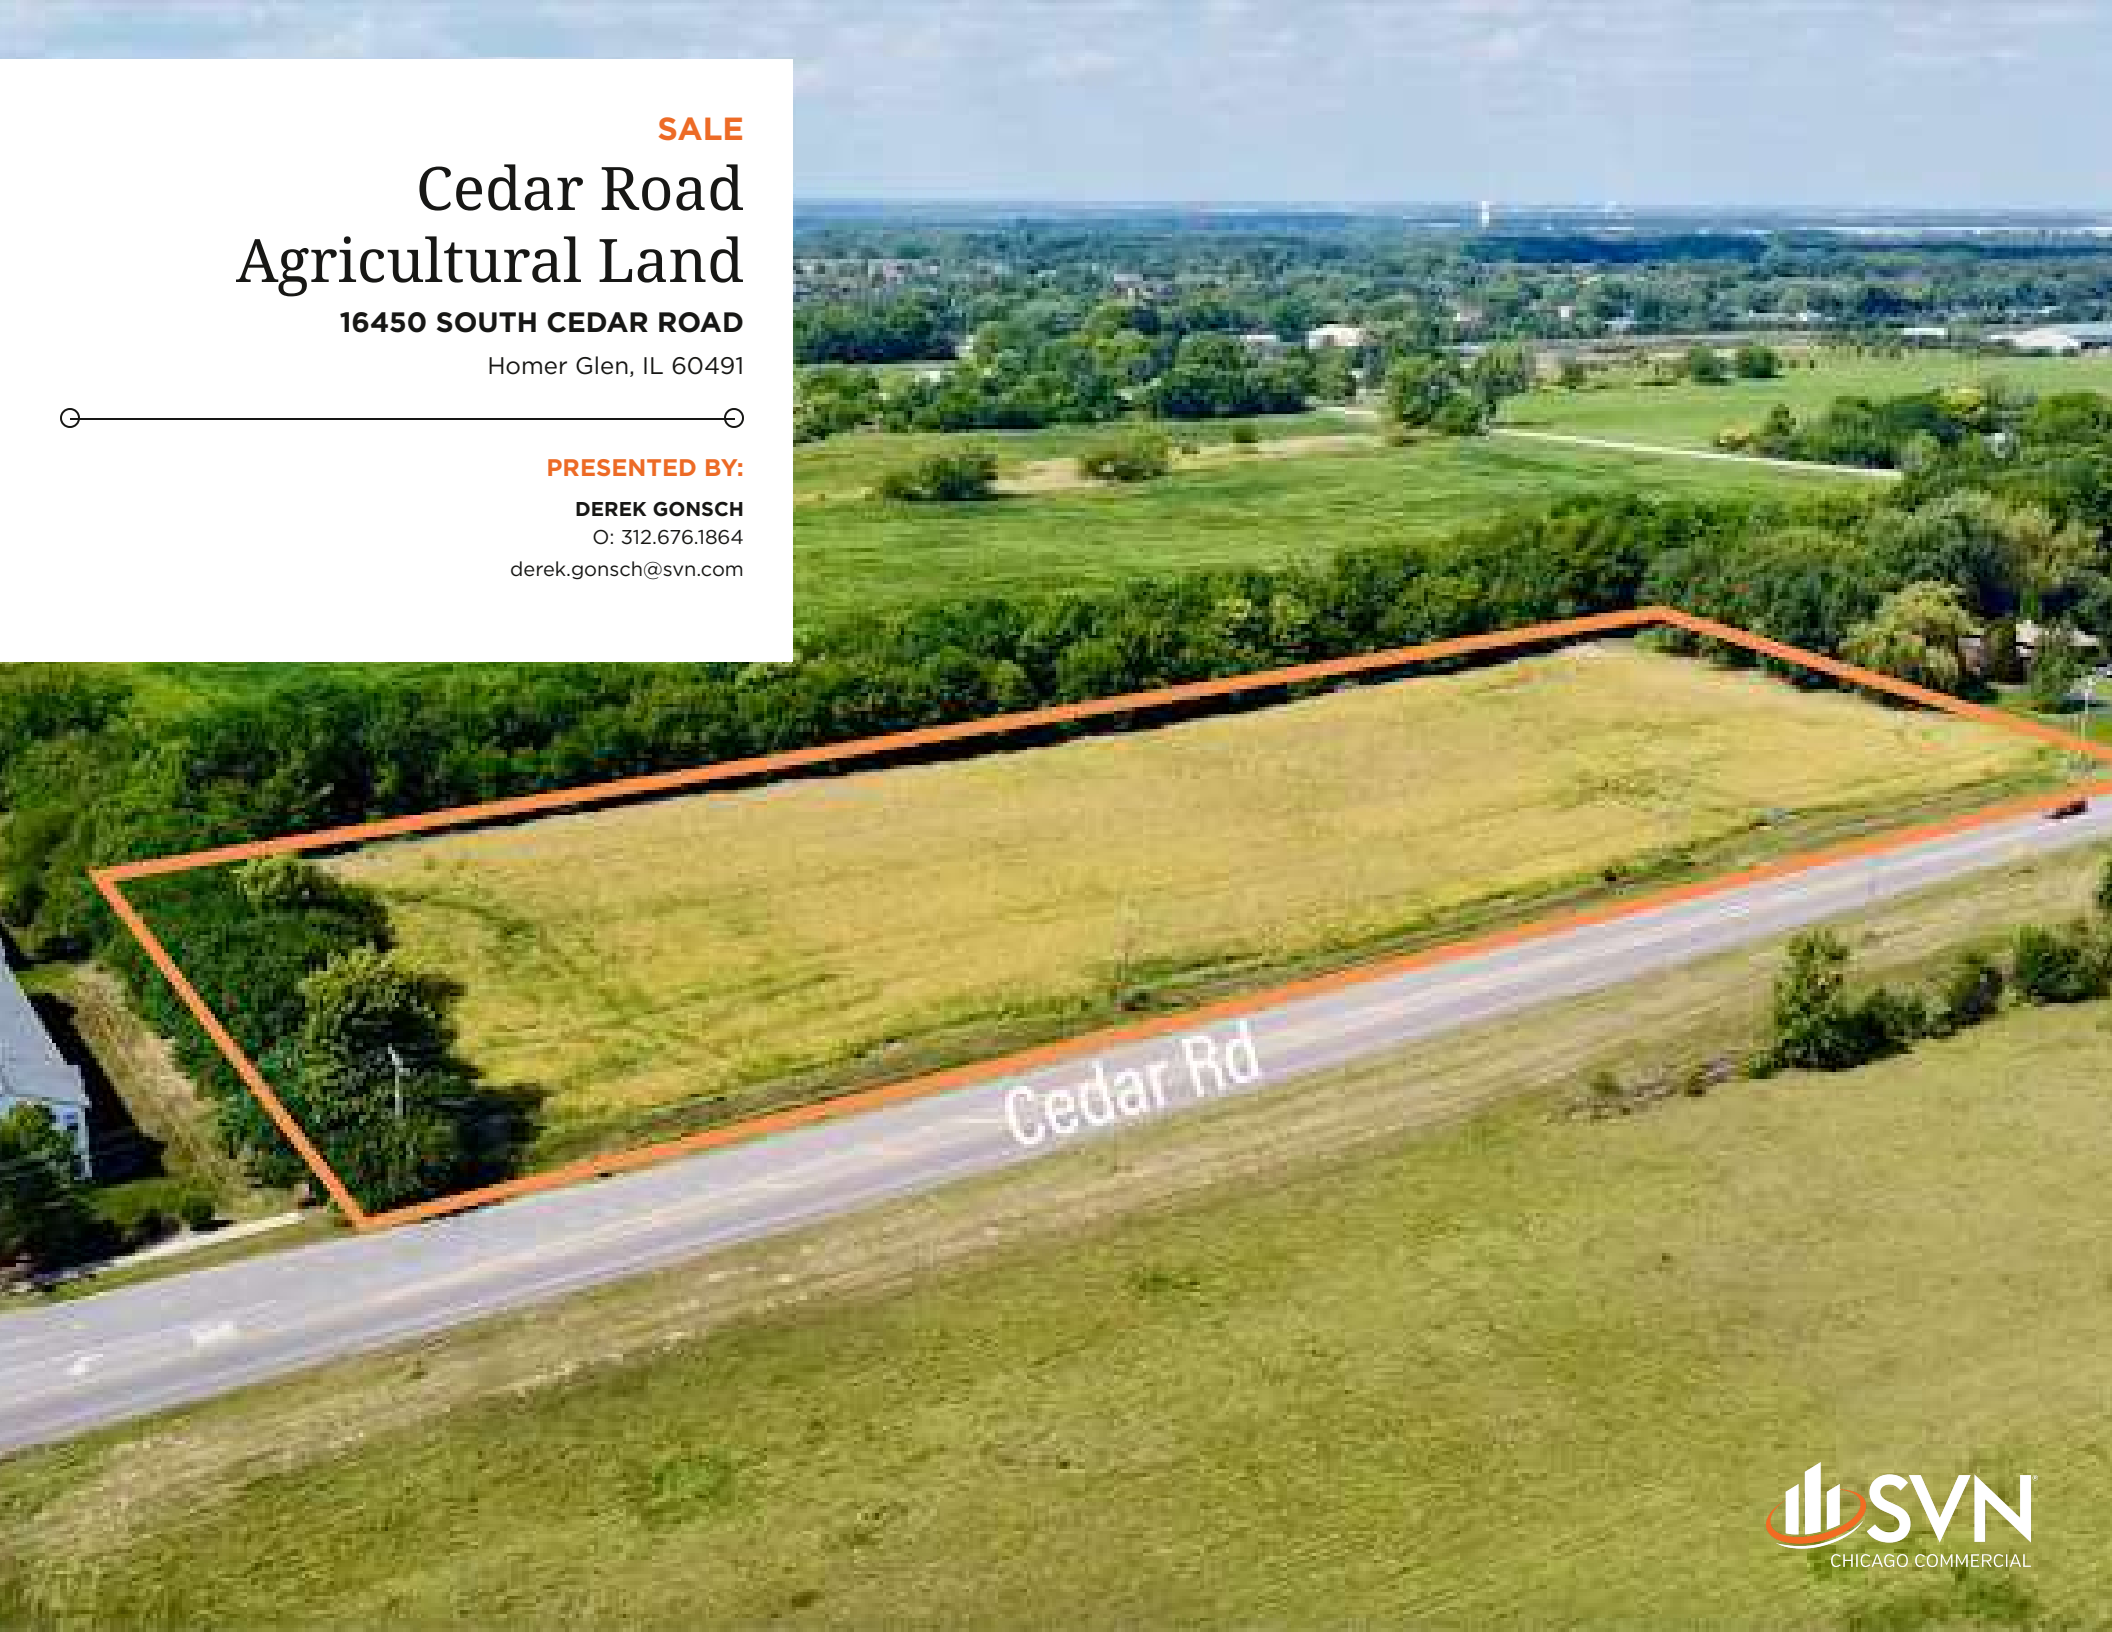 SALE
Cedar Road
Agricultural Land
16450 SOUTH CEDAR ROAD
Homer Glen, IL 60491
PRESENTED BY:
DEREK GONSCH
O: 312.676.1864
derek.gonsch@svn.com
Cedar Rd
SVN
CHICAGO COMMERCIAL